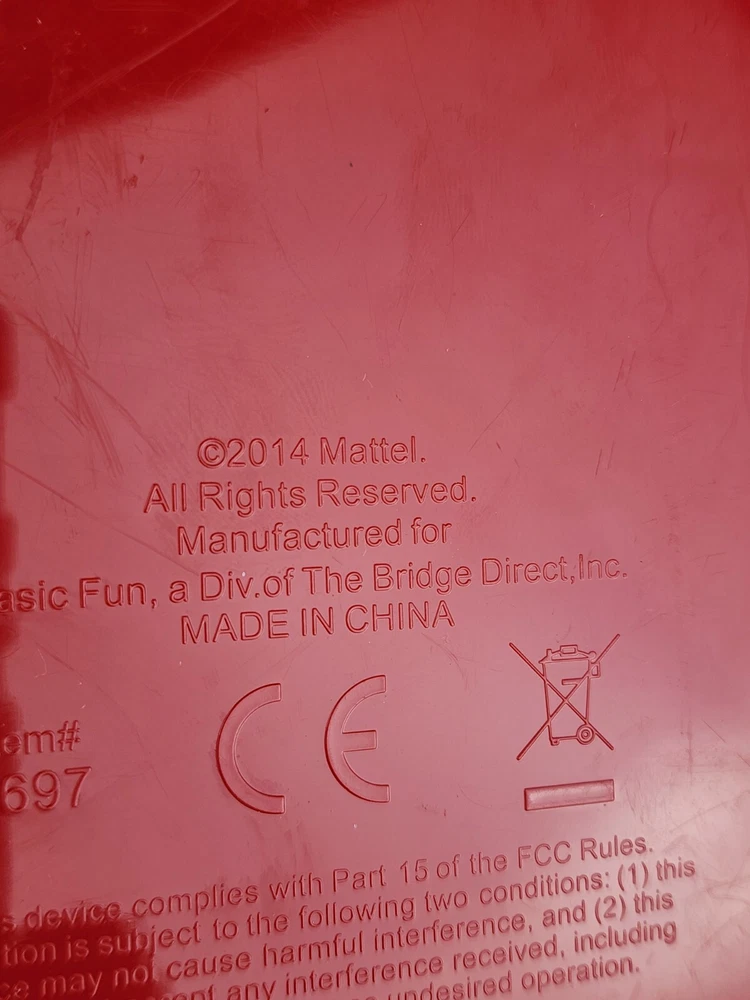 ©2014 Mattel.
All Rights Reserved.
Manufactured for
asic Fun, a Div.of The Bridge Direct,Inc.
MADE IN CHINA
CE
em#
697
s device complies with Part 15 of the FCC Rules.
tion is subject to the following two conditions: (1) this
ce may not cause harmful interference, and (2) this
any interference received, including
undesired operation.